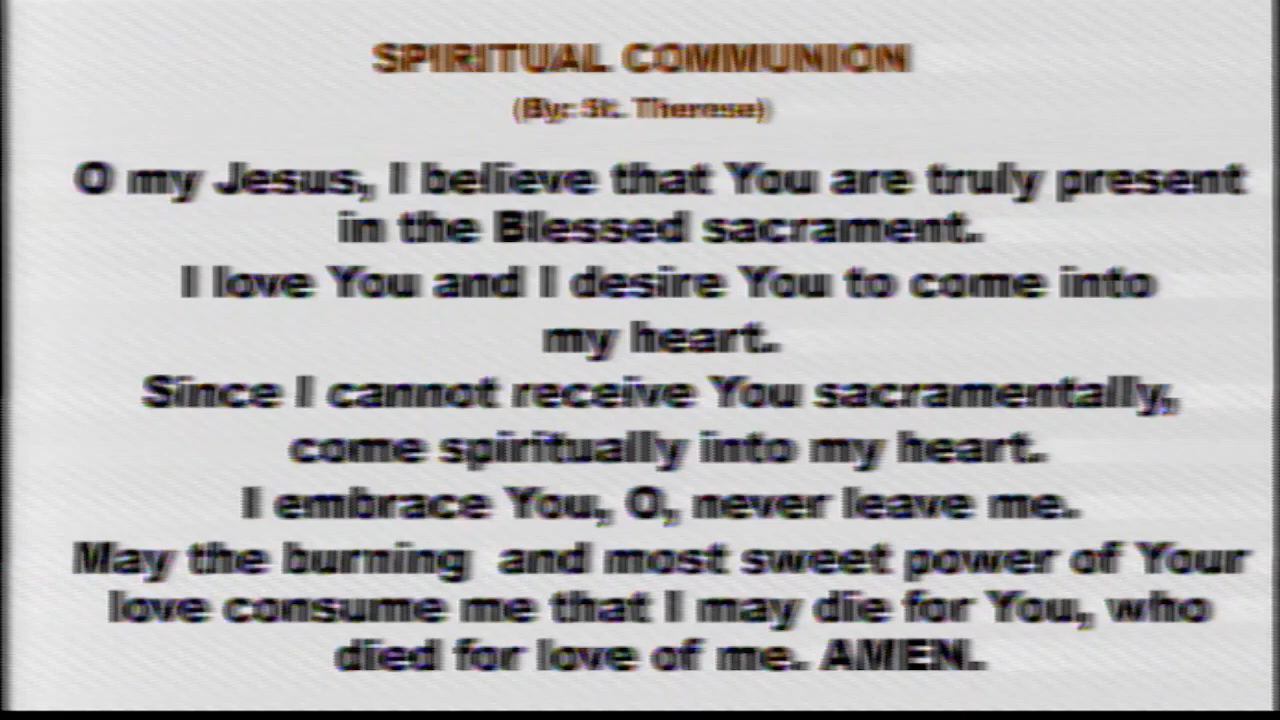 SPIRITUAL COMMUNION
(By: St. Therese)
O my Jesus, I believe that You are truly present
in the Blessed sacrament.
I love You and I desire You to come into
my heart.
Since I cannot receive You sacramentally,
come spiritually into my heart.
I embrace You, O, never leave me.
May the burning and most sweet power of Your
love consume me that I may die for You, who
died for love of me. AMEN.